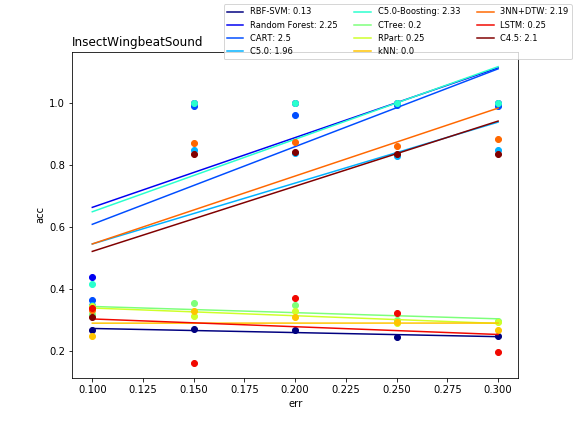 RBF-SVM: 0.13
Random Forest: 2.25
CART: 2.5
C5.0: 1.96
C5.0-Boosting: 2.33
CTree: 0.2
RPart: 0.25
kNN: 0.0
3NN+DTW: 2.19
LSTM: 0.25
C4.5: 2.1
InsectWingbeatSound
1.0
0.8
0.6
0.4
0.2
acc
0.100 0.125 0.150 0.175 0.200 0.225 0.250 0.275 0.300
err